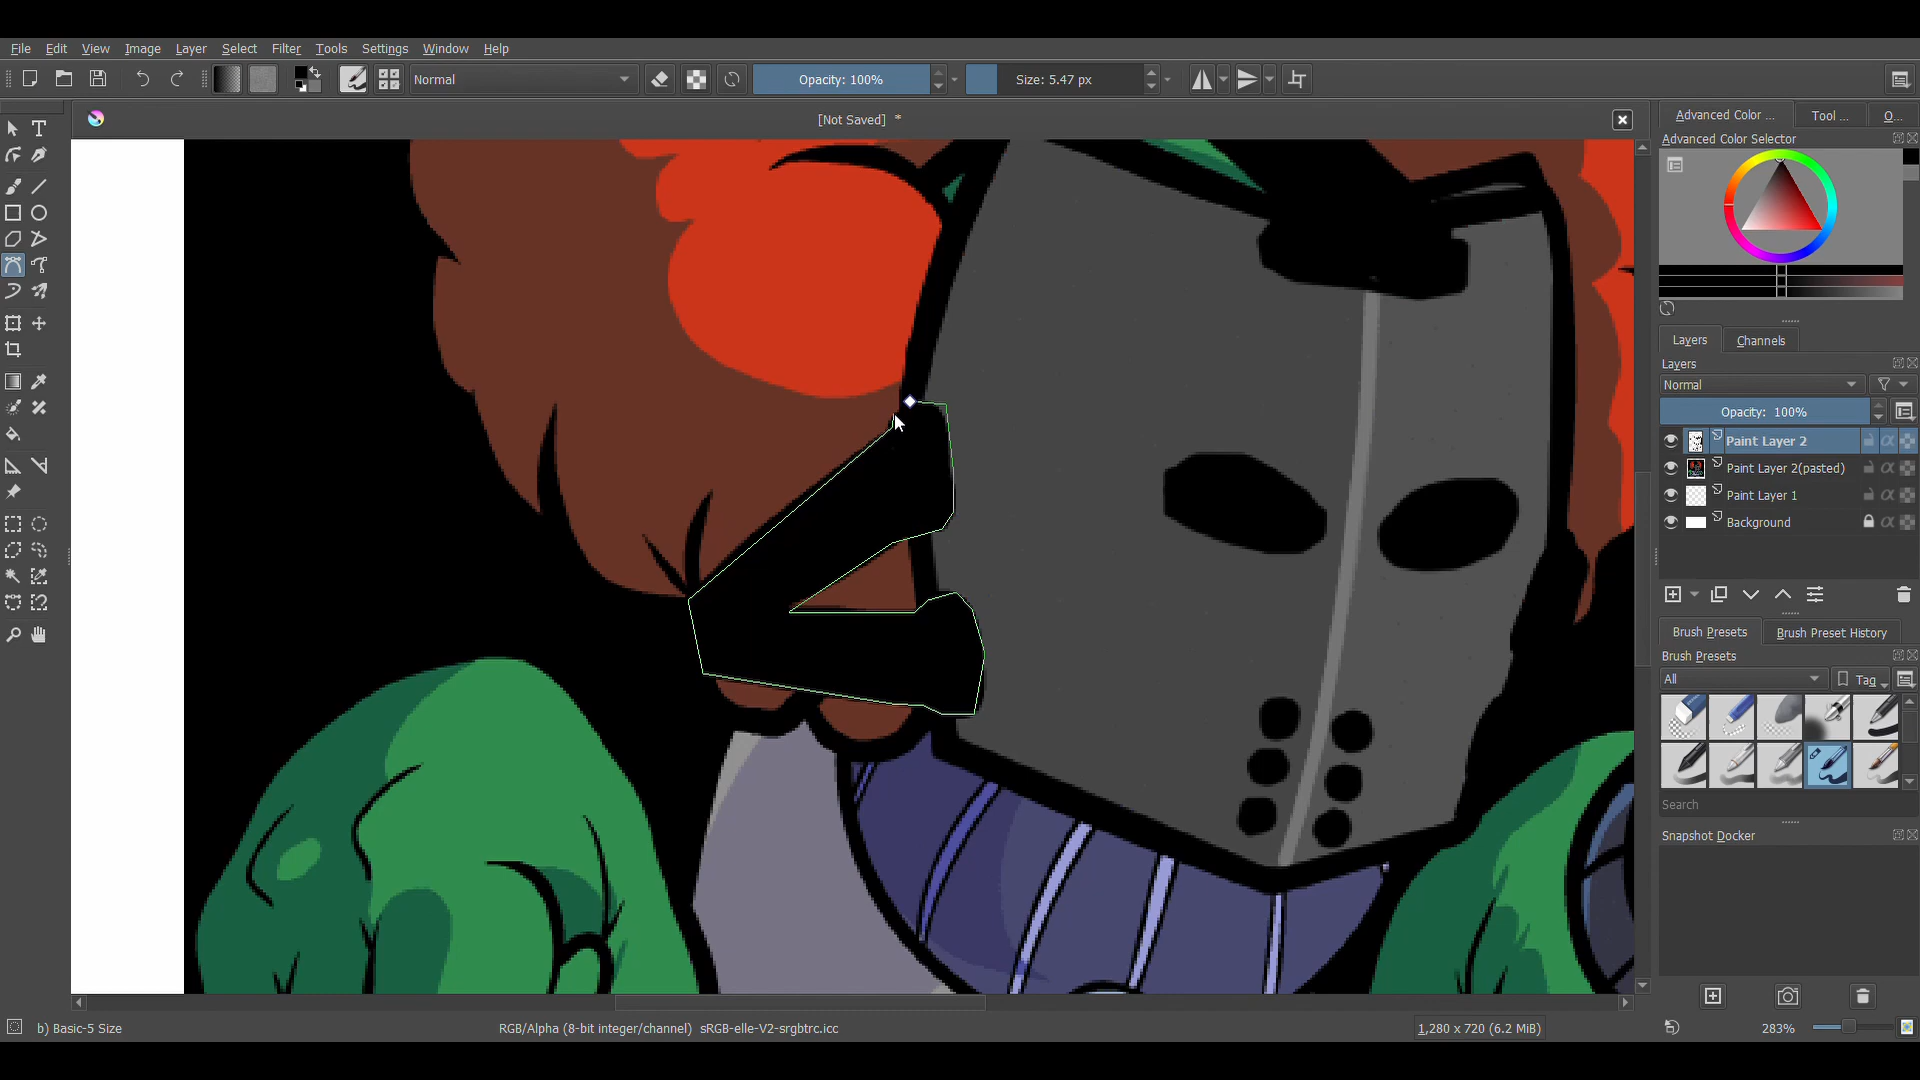 File Edit View Image Layer Select Filter Tools Settings Window Help
Normal Opacity: 100% Size: 5.47 px
[Not Saved] *
Advanced Color ... Tool ... O...
Advanced Color Selector
Layers Channels
Layers
Normal
Opacity: 100%
Paint Layer 2
Paint Layer 2(pasted)
Paint Layer 1
Background
Brush Presets Brush Preset History
Brush Presets
All Tag
Search
Snapshot Docker
b) Basic-5 Size RGB/Alpha (8-bit integer/channel) sRGB-elle-V2-srgbtrc.icc 1,280 x 720 (6.2 MiB) 283%